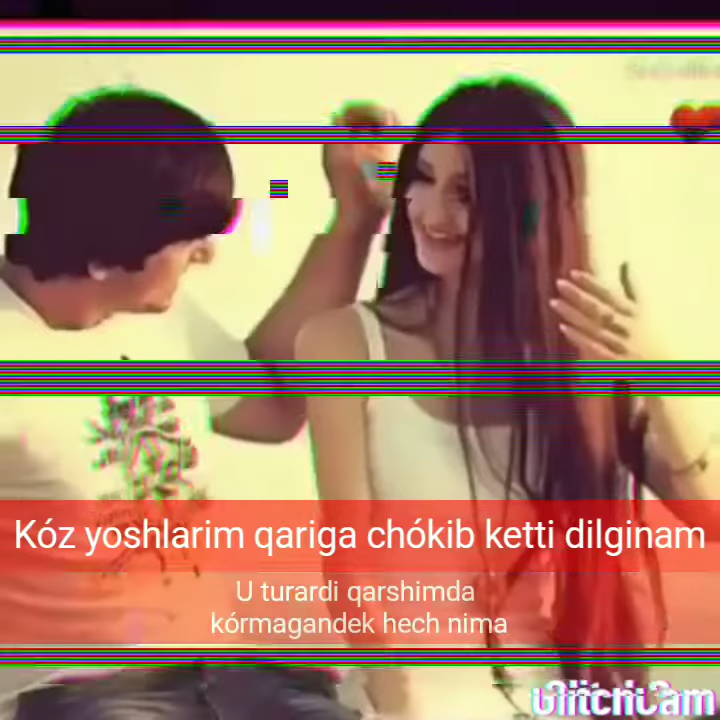 Kóz yoshlarim qariga chókib ketti dilginam
U turardi qarshimda
kórmagandek hech nima
GlitchCam